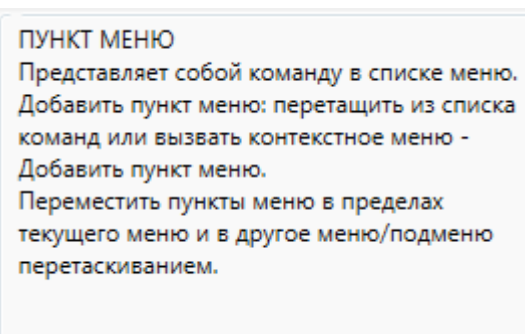 ПУНКТ МЕНЮ
Представляет собой команду в списке меню.
Добавить пункт меню: перетащить из списка
команд или вызвать контекстное меню -
Добавить пункт меню.
Переместить пункты меню в пределах
текущего меню и в другое меню/подменю
перетаскиванием.